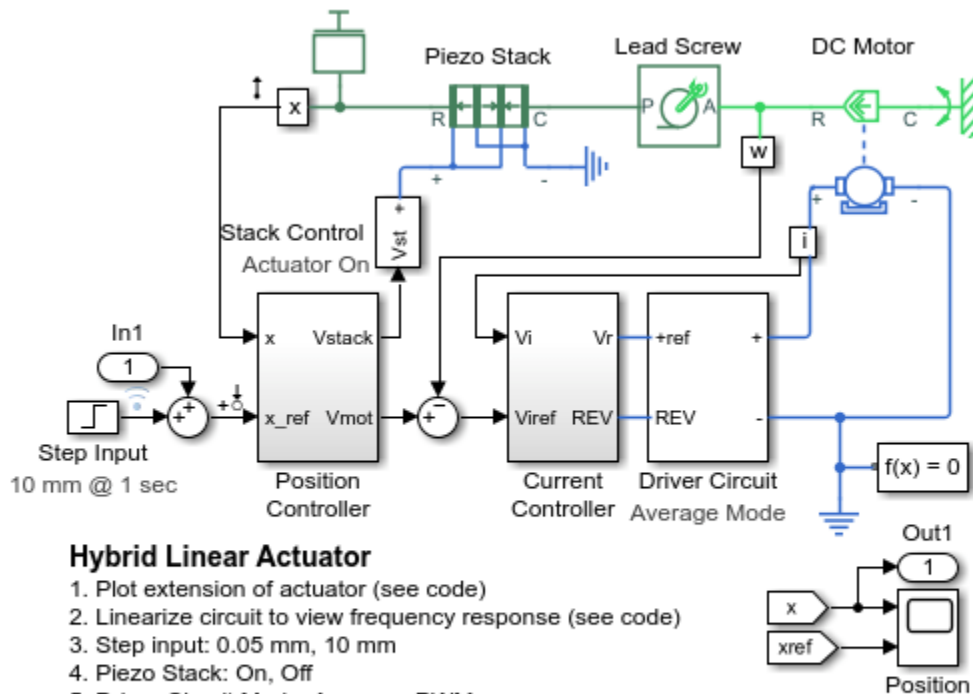 Piezo Stack
Lead Screw
DC Motor
x
R
C
P
A
R
C
w
+
-
+
-
Stack Control
Actuator On
+
Vst
i
In1
1
x
Vstack
Vi
Vr
+ref
+
+
+
+
x_ref
Vmot
+
-
Viref
REV
REV
-
Step Input
10 mm @ 1 sec
Position
Controller
Current
Controller
Driver Circuit
Average Mode
f(x) = 0
Hybrid Linear Actuator
1. Plot extension of actuator (see code)
2. Linearize circuit to view frequency response (see code)
3. Step input: 0.05 mm, 10 mm
4. Piezo Stack: On, Off
Out1
1
x
xref
Position